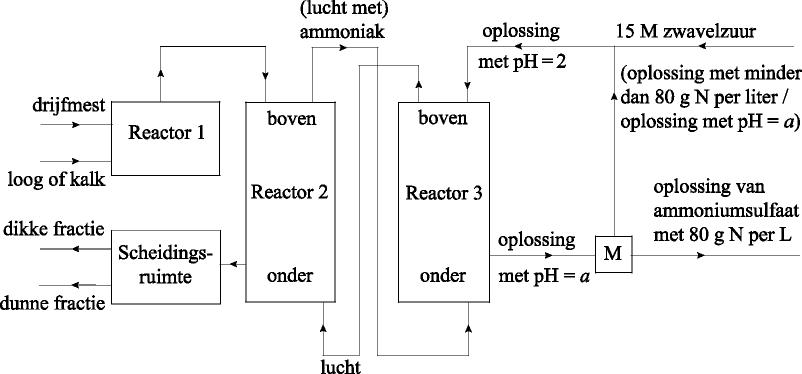 (lucht met)
ammoniak
oplossing
met pH = 2
15 M zwavelzuur
(oplossing met minder
dan 80 g N per liter /
oplossing met pH = a)
drijfmest
loog of kalk
Reactor 1
boven
Reactor 2
onder
boven
Reactor 3
onder
dikke fractie
dunne fractie
Scheidings-
ruimte
oplossing
met pH = a
M
oplossing van
ammoniumsulfaat
met 80 g N per L
lucht